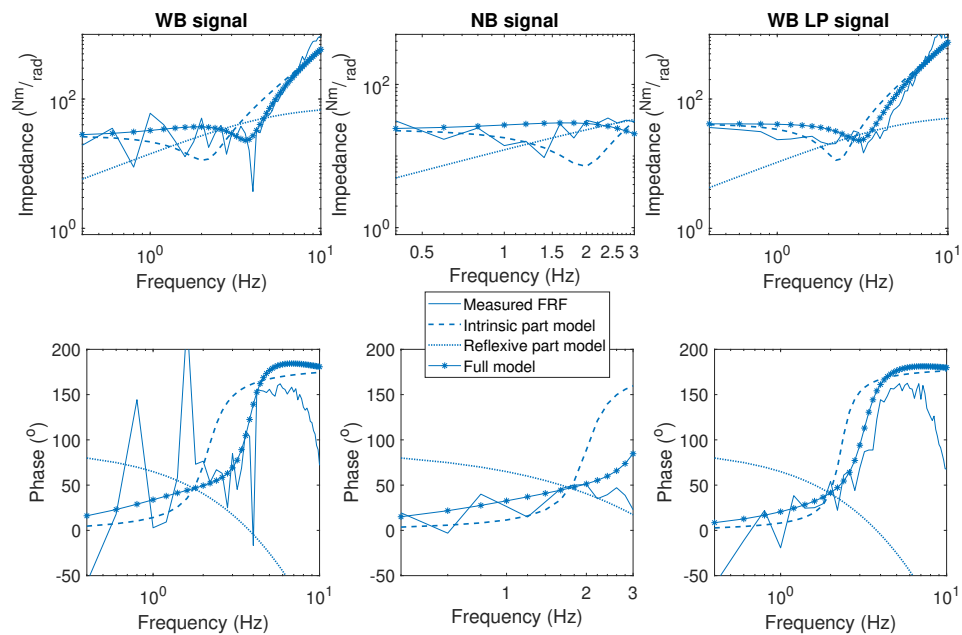 WB signal
NB signal
WB LP signal
Impedance (Nm/rad)
10^2
10^0
10^0
10^1
Frequency (Hz)
Impedance (Nm/rad)
10^2
10^0
0.5
1
1.5
2
2.5
3
Frequency (Hz)
Impedance (Nm/rad)
10^2
10^0
10^0
10^1
Frequency (Hz)
Measured FRF
Intrinsic part model
Reflexive part model
Full model
Phase (°)
200
150
100
50
0
-50
10^0
10^1
Frequency (Hz)
Phase (°)
200
150
100
50
0
-50
1
2
3
Frequency (Hz)
Phase (°)
200
150
100
50
0
-50
10^0
10^1
Frequency (Hz)